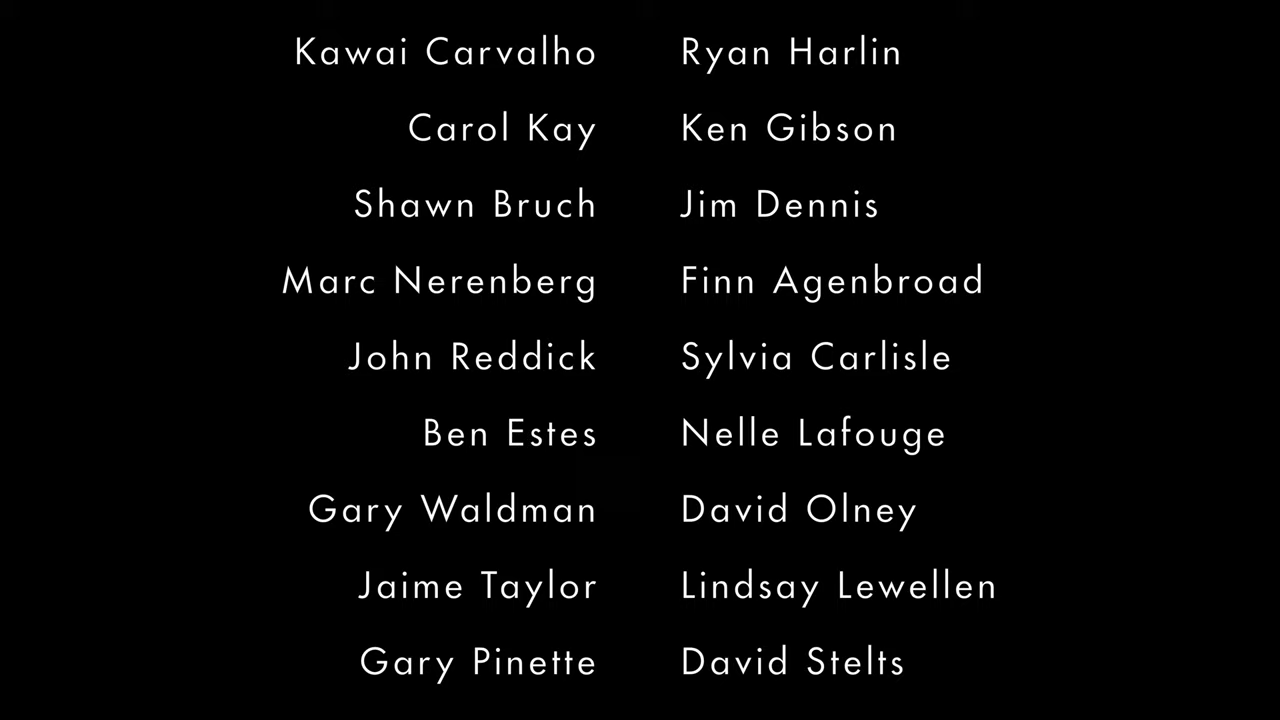 Kawai Carvalho Ryan Harlin
Carol Kay Ken Gibson
Shawn Bruch Jim Dennis
Marc Nerenberg Finn Agenbroad
John Reddick Sylvia Carlisle
Ben Estes Nelle Lafouge
Gary Waldman David Olney
Jaime Taylor Lindsay Lewellen
Gary Pinette David Stelts